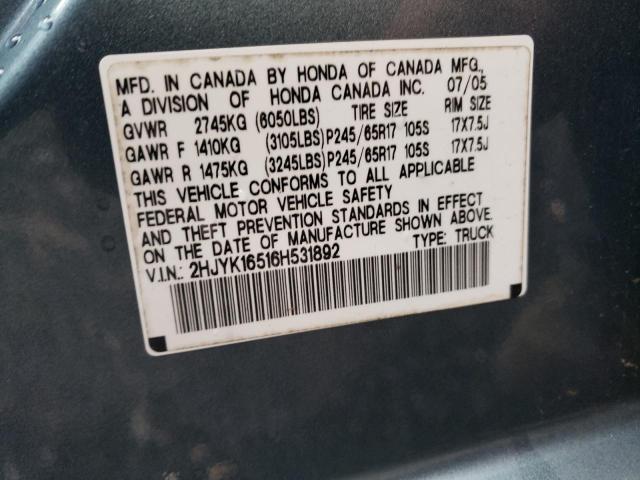 MFD. IN CANADA BY HONDA OF CANADA MFG.,
A DIVISION OF HONDA CANADA INC. 07/05
GVWR 2745KG (6050LBS) TIRE SIZE RIM SIZE
GAWR F 1410KG (3105LBS)P245/65R17 105S 17X7.5J
GAWR R 1475KG (3245LBS)P245/65R17 105S 17X7.5J
THIS VEHICLE CONFORMS TO ALL APPLICABLE
FEDERAL MOTOR VEHICLE SAFETY
AND THEFT PREVENTION STANDARDS IN EFFECT
ON THE DATE OF MANUFACTURE SHOWN ABOVE.
V.I.N.: 2HJYK16516H531892 TYPE: TRUCK